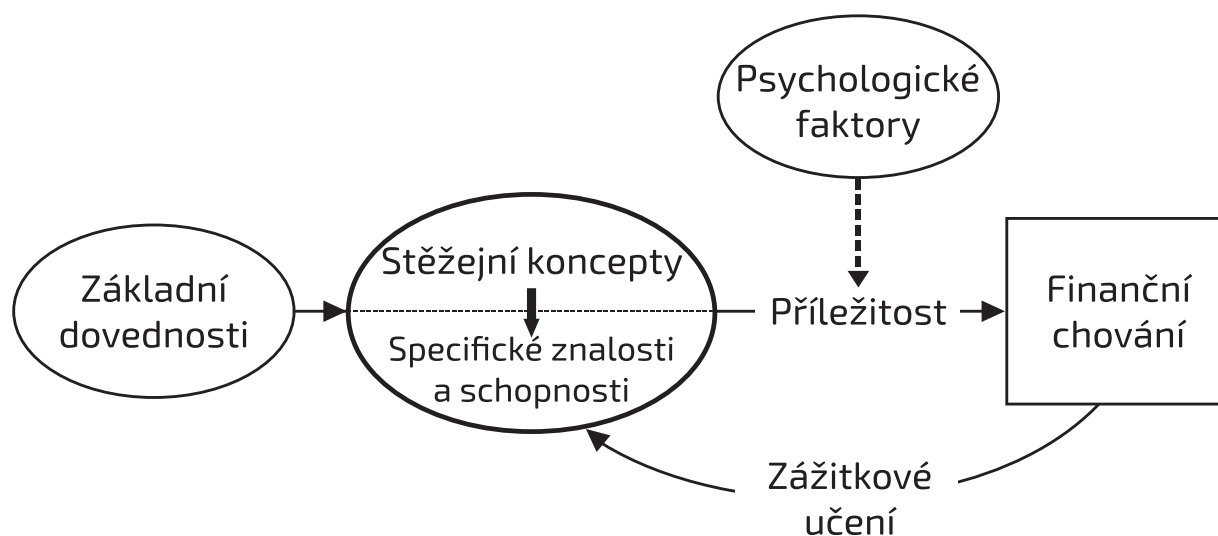 Psychologické
faktory
Základní
dovednosti
Stěžejní koncepty
Specifické znalosti
a schopnosti
Příležitost
Finanční
chování
Zážitkové
učení